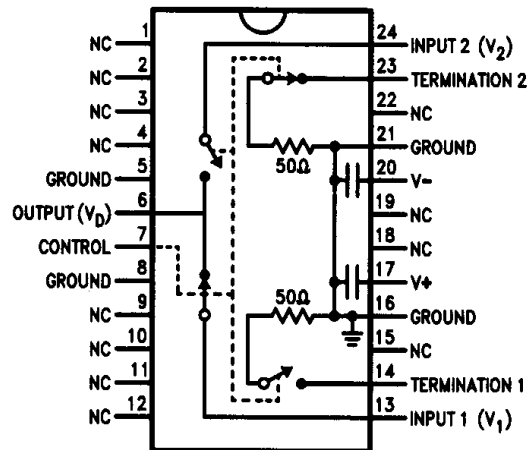 NC 1
NC 2
NC 3
NC 4
GROUND 5
OUTPUT (VD) 6
CONTROL 7
GROUND 8
NC 9
NC 10
NC 11
NC 12
24 INPUT 2 (V2)
23 TERMINATION 2
22 NC
21 GROUND
20 V−
19 NC
18 NC
17 V+
16 GROUND
15 NC
14 TERMINATION 1
13 INPUT 1 (V1)
50Ω
50Ω